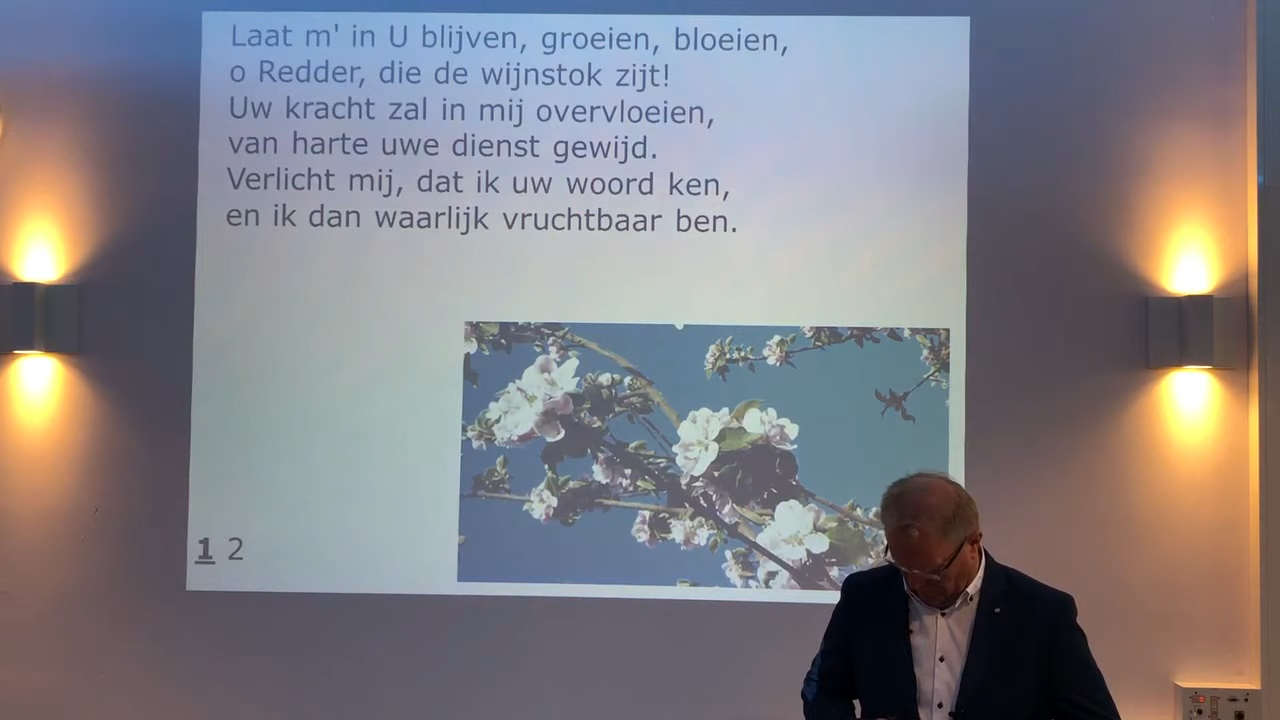 Laat m' in U blijven, groeien, bloeien,
o Redder, die de wijnstok zijt!
Uw kracht zal in mij overvloeien,
van harte uwe dienst gewijd.
Verlicht mij, dat ik uw woord ken,
en ik dan waarlijk vruchtbaar ben.
1 2